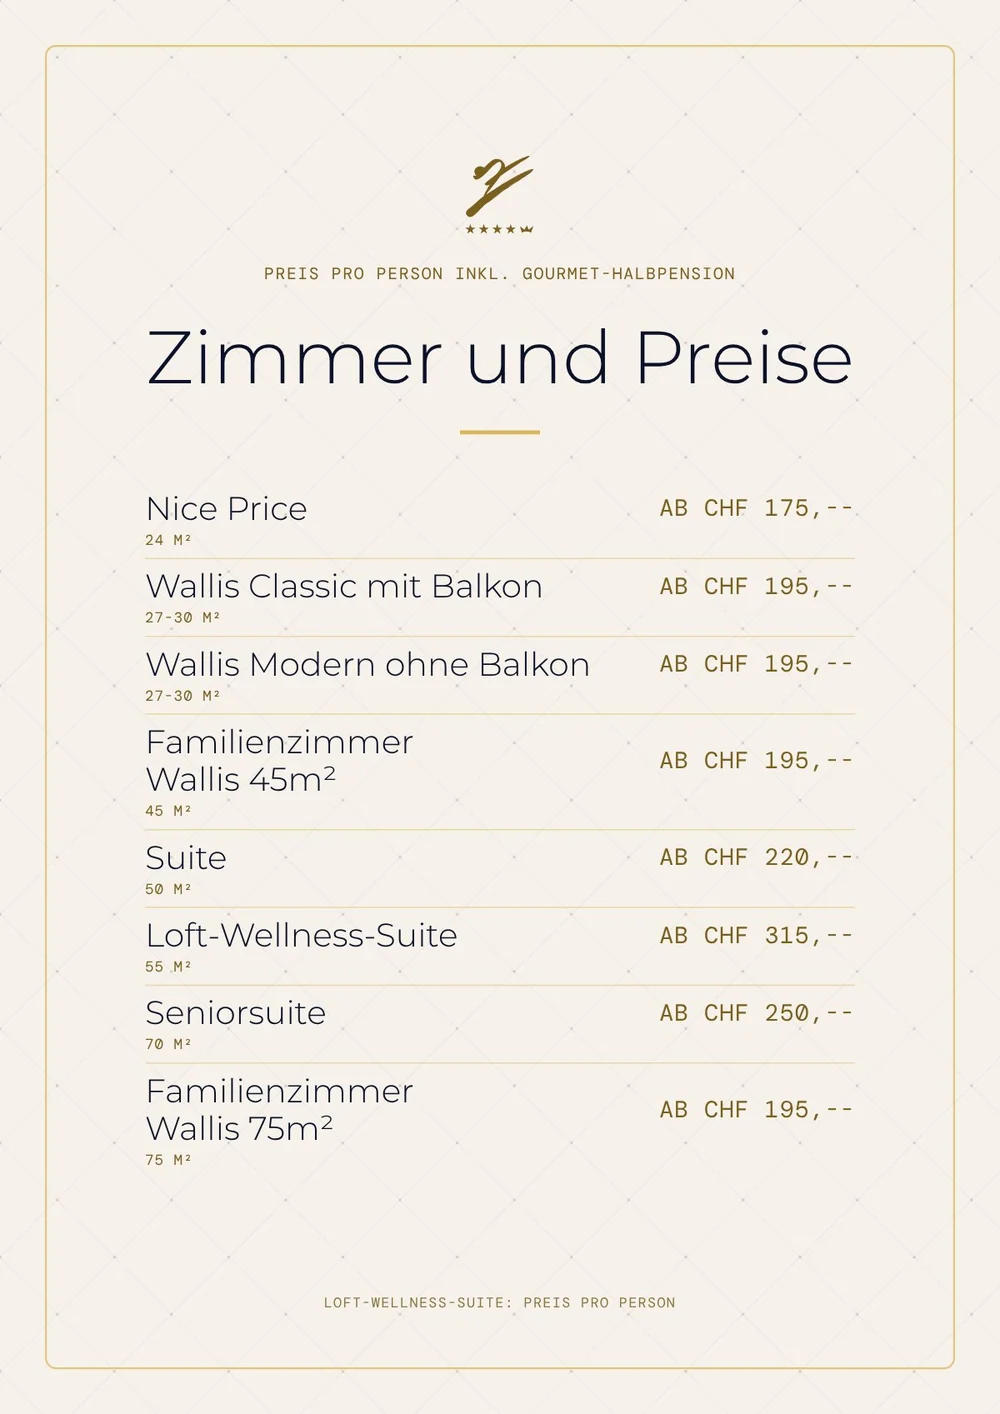 PREIS PRO PERSON INKL. GOURMET-HALBPENSION
Zimmer und Preise
Nice Price
AB CHF 175,--
24 M²
Wallis Classic mit Balkon
AB CHF 195,--
27-30 M²
Wallis Modern ohne Balkon
AB CHF 195,--
27-30 M²
Familienzimmer
Wallis 45m²
AB CHF 195,--
45 M²
Suite
AB CHF 220,--
50 M²
Loft-Wellness-Suite
AB CHF 315,--
55 M²
Seniorsuite
AB CHF 250,--
70 M²
Familienzimmer
Wallis 75m²
AB CHF 195,--
75 M²
LOFT-WELLNESS-SUITE: PREIS PRO PERSON